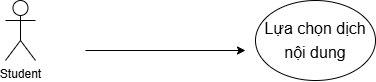 Lựa chọn dịch
nội dung
Student